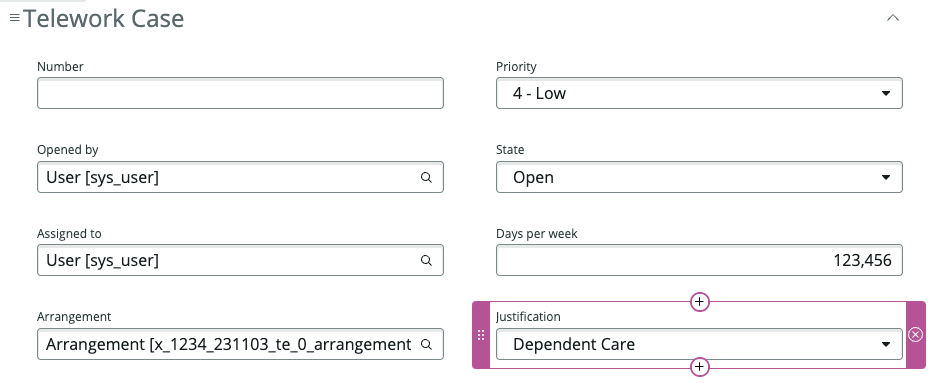 Telework Case
Number
Priority
4 - Low
Opened by
User [sys_user]
State
Open
Assigned to
User [sys_user]
Days per week
123,456
Arrangement
Arrangement [x_1234_231103_te_0_arrangement
Justification
Dependent Care